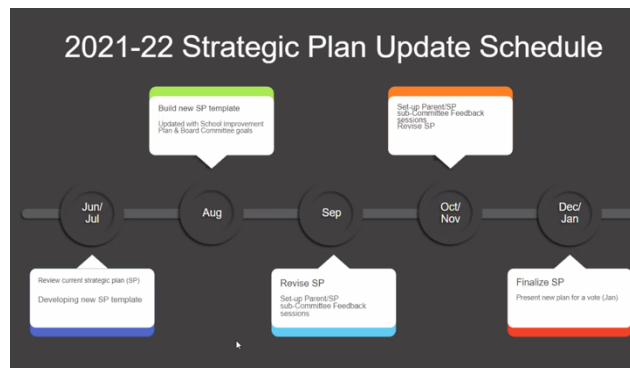 2021-22 Strategic Plan Update Schedule
Build new SP template
Updated with School Improvement
Plan & Board Committee goals
Set-up Parent/SP
sub-Committee Feedback
sessions
Revise SP
Jun/
Jul
Aug
Sep
Oct/
Nov
Dec/
Jan
Review current strategic plan (SP)
Developing new SP template
Revise SP
Set-up Parent/SP
sub-Committee Feedback
sessions
Finalize SP
Present new plan for a vote (Jan)